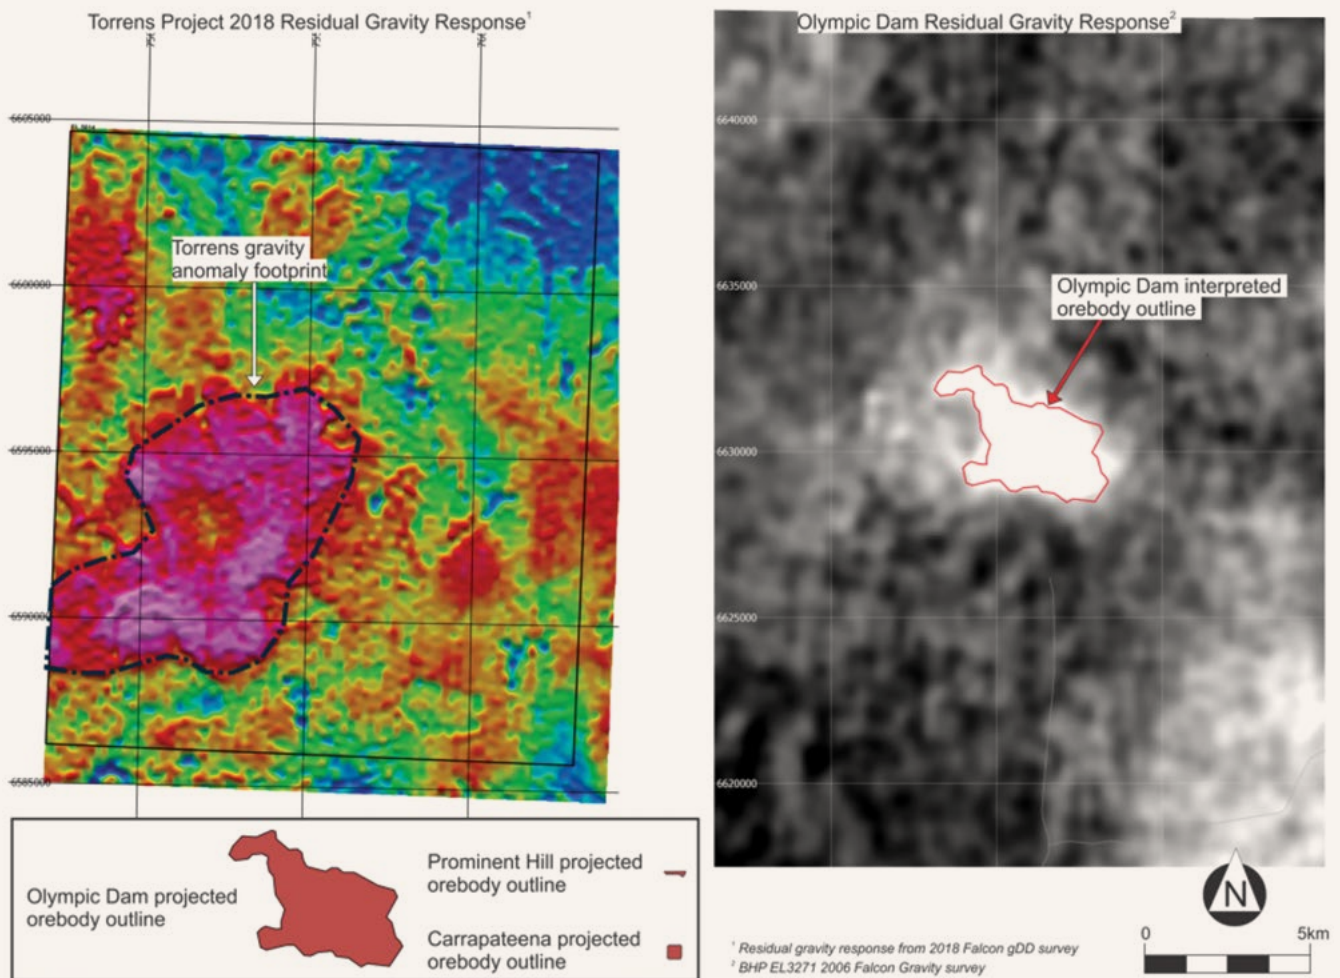 Torrens Project 2018 Residual Gravity Response¹
Olympic Dam Residual Gravity Response²
6605000
6600000
6595000
6590000
6585000
Torrens gravity
anomaly footprint
6640000
6635000
6630000
6625000
6620000
Olympic Dam interpreted
orebody outline
Olympic Dam projected
orebody outline
Prominent Hill projected
orebody outline
Carrapateena projected
orebody outline
N
0 5km
¹ Residual gravity response from 2018 Falcon gDD survey
² BHP EL3271 2006 Falcon Gravity survey